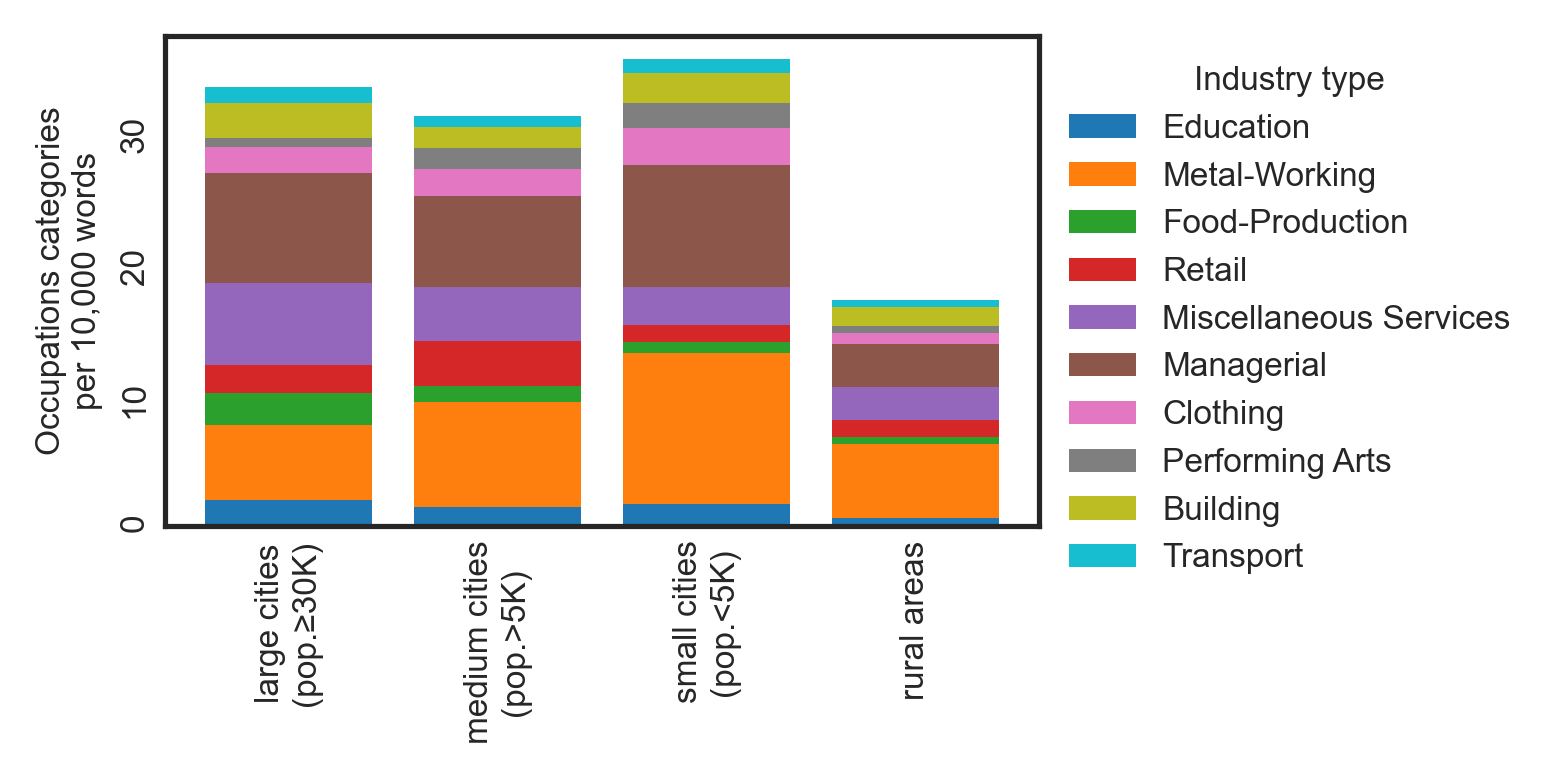 Occupations categories
per 10,000 words
30
20
10
0
large cities
(pop.≥30K)
medium cities
(pop.>5K)
small cities
(pop.<5K)
rural areas
Industry type
Education
Metal-Working
Food-Production
Retail
Miscellaneous Services
Managerial
Clothing
Performing Arts
Building
Transport